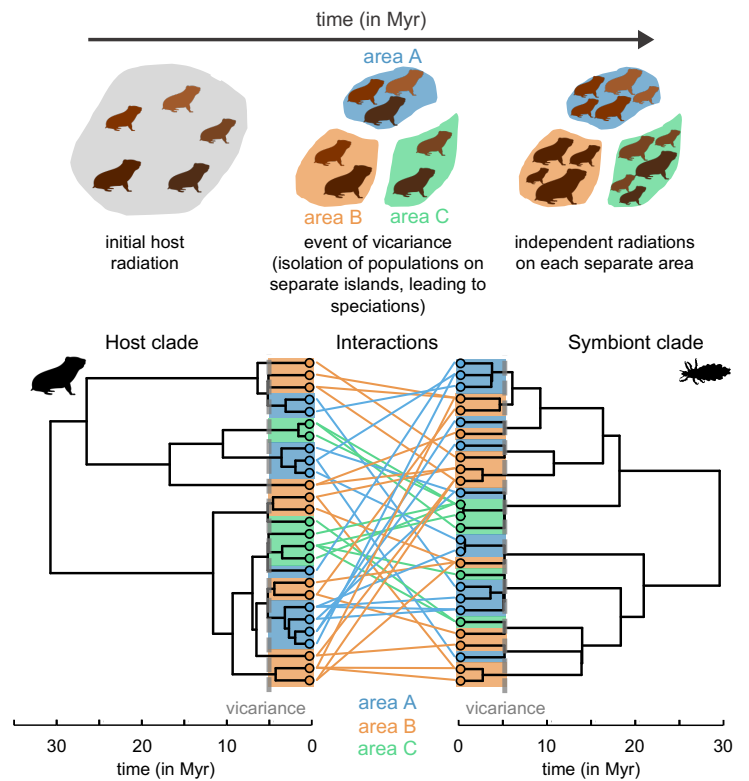 time (in Myr)
area A
area B
area C
initial host
radiation
event of vicariance
(isolation of populations on
separate islands, leading to
speciations)
independent radiations
on each separate area
Host clade
Interactions
Symbiont clade
vicariance
area A
area B
area C
vicariance
30
20
10
0
0
10
20
30
time (in Myr)
time (in Myr)